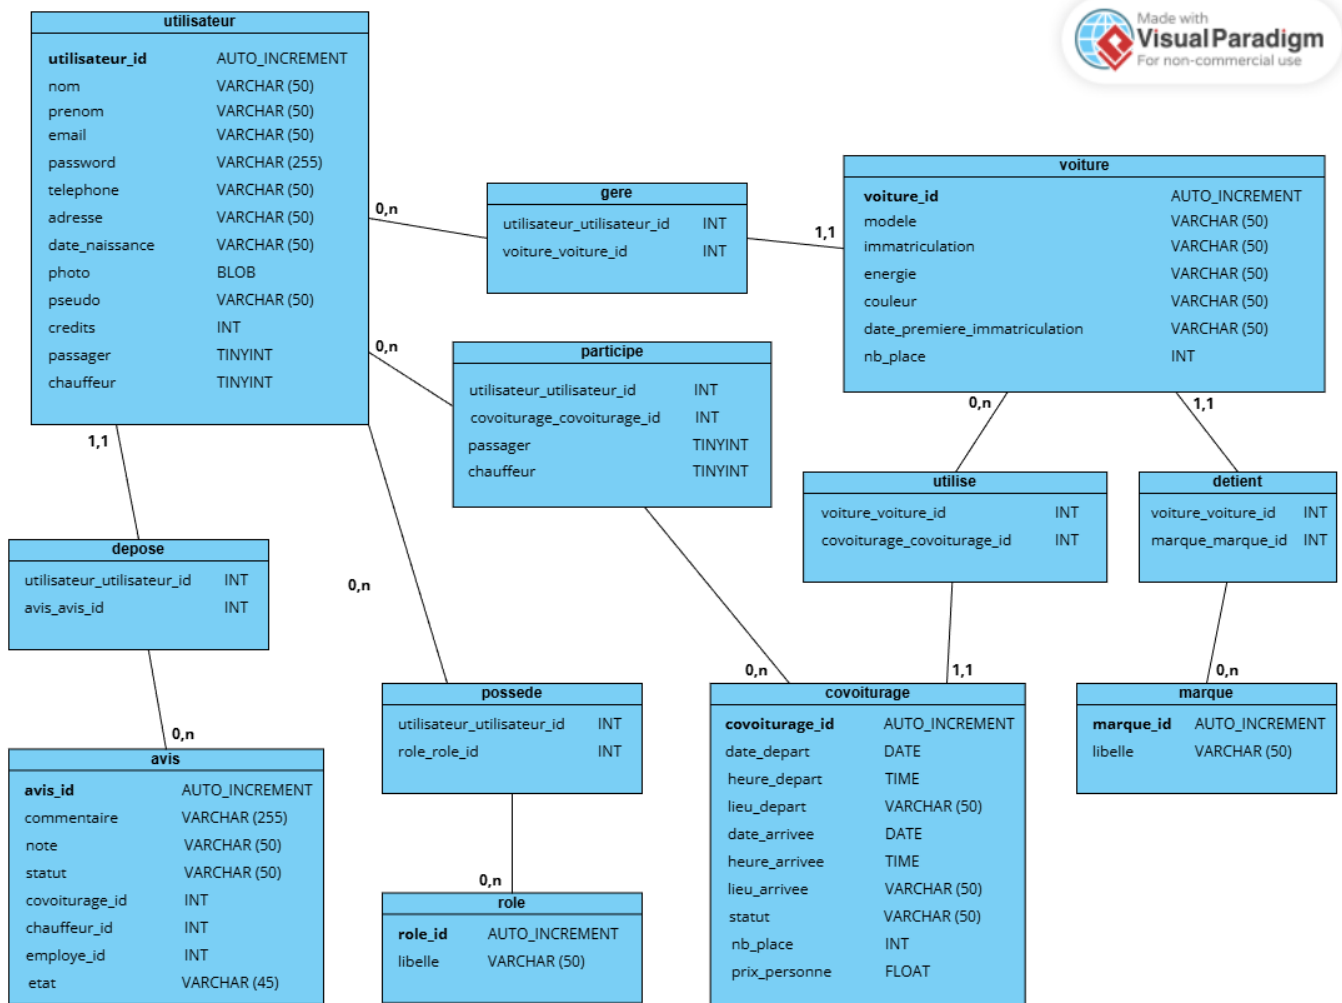 Made with
Visual Paradigm
For non-commercial use
utilisateur
utilisateur_id AUTO_INCREMENT
nom VARCHAR (50)
prenom VARCHAR (50)
email VARCHAR (50)
password VARCHAR (255)
telephone VARCHAR (50)
adresse VARCHAR (50)
date_naissance VARCHAR (50)
photo BLOB
pseudo VARCHAR (50)
credits INT
passager TINYINT
chauffeur TINYINT
0,n
gere
utilisateur_utilisateur_id INT
voiture_voiture_id INT
1,1
voiture
voiture_id AUTO_INCREMENT
modele VARCHAR (50)
immatriculation VARCHAR (50)
energie VARCHAR (50)
couleur VARCHAR (50)
date_premiere_immatriculation VARCHAR (50)
nb_place INT
0,n
participe
utilisateur_utilisateur_id INT
covoiturage_covoiturage_id INT
passager TINYINT
chauffeur TINYINT
0,n
1,1
1,1
utilise
voiture_voiture_id INT
covoiturage_covoiturage_id INT
detient
voiture_voiture_id INT
marque_marque_id INT
depose
utilisateur_utilisateur_id INT
avis_avis_id INT
0,n
0,n
1,1
0,n
possede
utilisateur_utilisateur_id INT
role_role_id INT
covoiturage
covoiturage_id AUTO_INCREMENT
date_depart DATE
heure_depart TIME
lieu_depart VARCHAR (50)
date_arrivee DATE
heure_arrivee TIME
lieu_arrivee VARCHAR (50)
statut VARCHAR (50)
nb_place INT
prix_personne FLOAT
marque
marque_id AUTO_INCREMENT
libelle VARCHAR (50)
0,n
avis
avis_id AUTO_INCREMENT
commentaire VARCHAR (255)
note VARCHAR (50)
statut VARCHAR (50)
covoiturage_id INT
chauffeur_id INT
employe_id INT
etat VARCHAR (45)
0,n
role
role_id AUTO_INCREMENT
libelle VARCHAR (50)